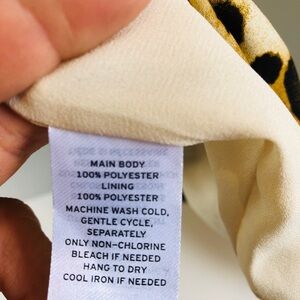 MAIN BODY
100% POLYESTER
LINING
100% POLYESTER
MACHINE WASH COLD,
GENTLE CYCLE,
SEPARATELY
ONLY NON-CHLORINE
BLEACH IF NEEDED
HANG TO DRY
COOL IRON IF NEEDED